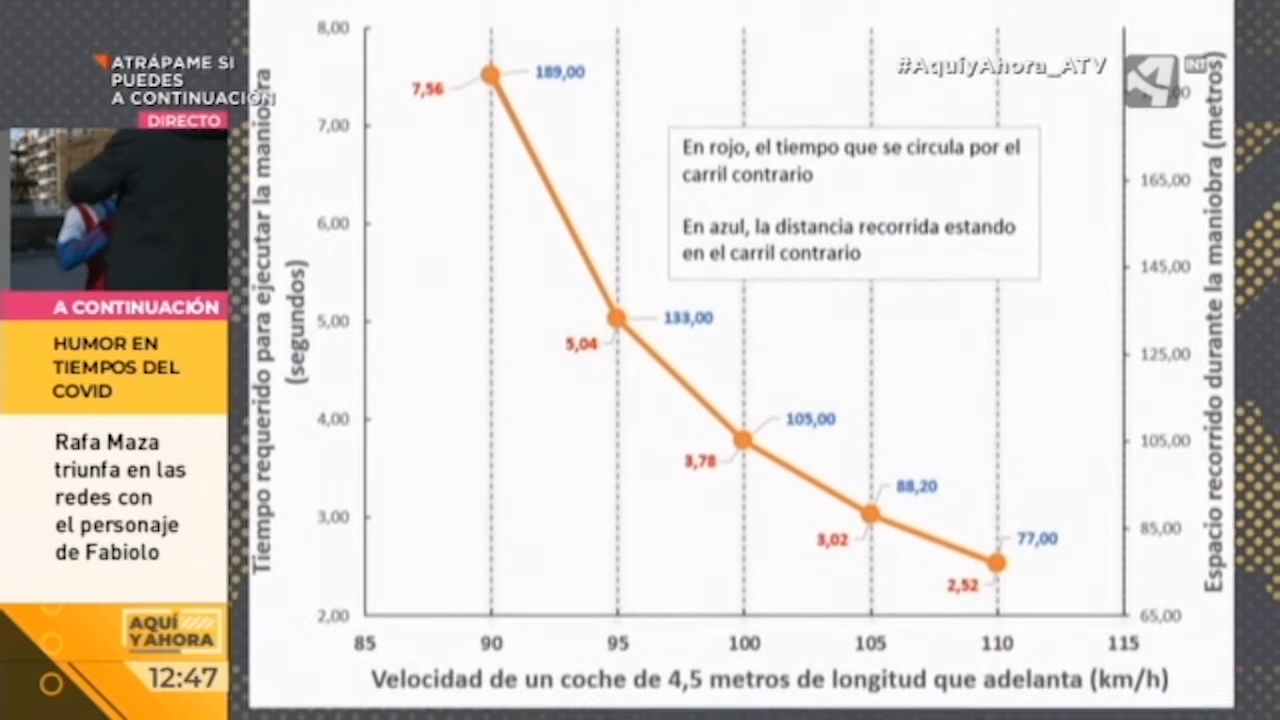 ATRÁPAME SI
PUEDES
A CONTINUACIÓN
DIRECTO
A CONTINUACIÓN
HUMOR EN
TIEMPOS DEL
COVID
Rafa Maza
triunfa en las
redes con
el personaje
de Fabiolo
AQUÍ
Y AHORA
12:47
#AquiyAhora_ATV
Tiempo requerido para ejecutar la maniobra
(segundos)
8,00
7,00
6,00
5,00
4,00
3,00
2,00
7,56
189,00
5,04
133,00
3,78
105,00
3,02
88,20
2,52
77,00
En rojo, el tiempo que se circula por el
carril contrario
En azul, la distancia recorrida estando
en el carril contrario
165,00
145,00
125,00
105,00
85,00
65,00
Espacio recorrido durante la maniobra (metros)
85 90 95 100 105 110 115
Velocidad de un coche de 4,5 metros de longitud que adelanta (km/h)